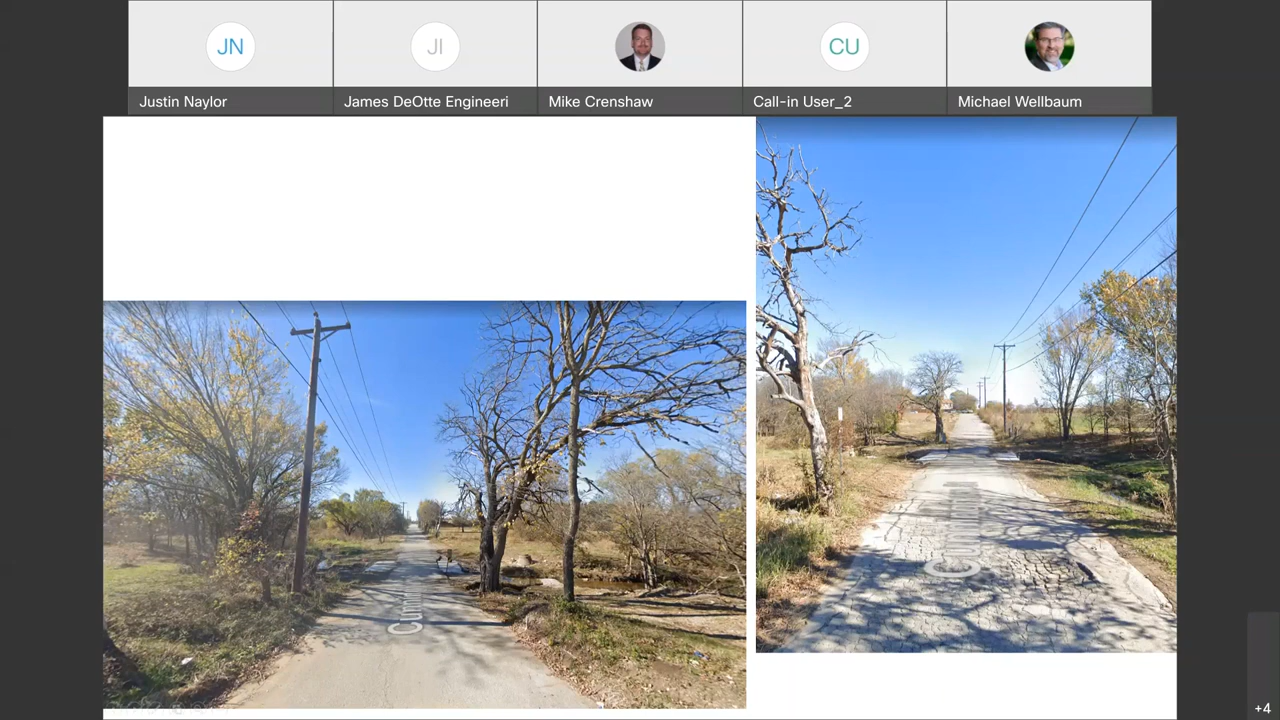 JN
JI
CU
Justin Naylor
James DeOtte Engineeri
Mike Crenshaw
Call-in User_2
Michael Wellbaum
+4